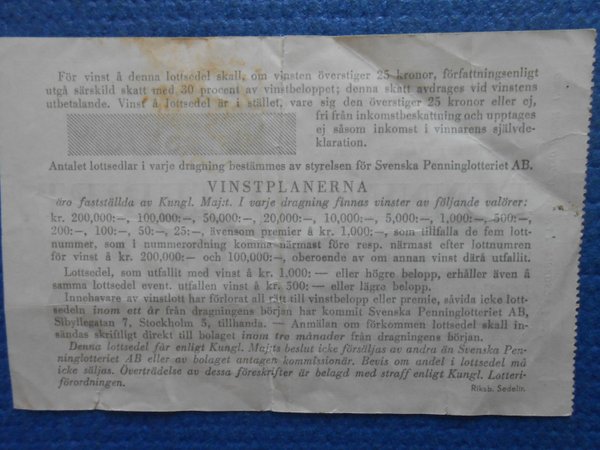 För vinst å denna lottsedel skall, om vinsten överstiger 25 kronor, författningsenligt
utgå särskild skatt med 30 procent av vinstbeloppet; denna skatt avdrages vid vinstens
utbetalande. Vinst å lottsedel är i stället, vare sig den överstiger 25 kronor eller ej,
fri från inkomstbeskattning och upptages
ej såsom inkomst i vinnarens självde-
klaration.
Antalet lottsedlar i varje dragning bestämmes av styrelsen för Svenska Penninglotteriet AB.
VINSTPLANERNA
äro fastställda av Kungl. Maj:t. I varje dragning finnas vinster av följande valörer:
kr. 200,000:—, 100,000:—, 50,000:—, 20,000:—, 10,000:—, 5,000:—, 1,000:—, 500:—,
200:—, 100:—, 50:—, 25:—, ävensom premier å kr. 1,000:—, som tillfalla de fem lott-
nummer, som i nummerordning komma närmast före resp. närmast efter lottnumren
för vinst å kr. 200,000:— och 100,000:—, oberoende av om annan vinst därå utfallit.
Lottsedel, som utfallit med vinst å kr. 1,000: — eller högre belopp, erhåller även å
samma lottsedel event. utfallen vinst å kr. 500: — eller lägre belopp.
Innehavare av vinstlott har förlorat all rätt till vinstbelopp eller premie, såvida icke lott-
sedeln inom ett år från dragningens början har kommit Svenska Penninglotteriet AB,
Sibyllegatan 7, Stockholm 5, tillhanda. — Anmälan om förkommen lottsedel skall in-
sändas skriftligt direkt till bolaget inom tre månader från dragningens början.
Denna lottsedel får enligt Kungl. Maj:ts beslut icke försäljas av andra än Svenska Pen-
ninglotteriet AB eller av bolaget antagen kommissionär. Bevis om andel i lottsedel må
icke säljas. Överträdelse av dessa föreskrifter är belagd med straff enligt Kungl. Lotteri-
förordningen.
Riksb. Sedeltr.